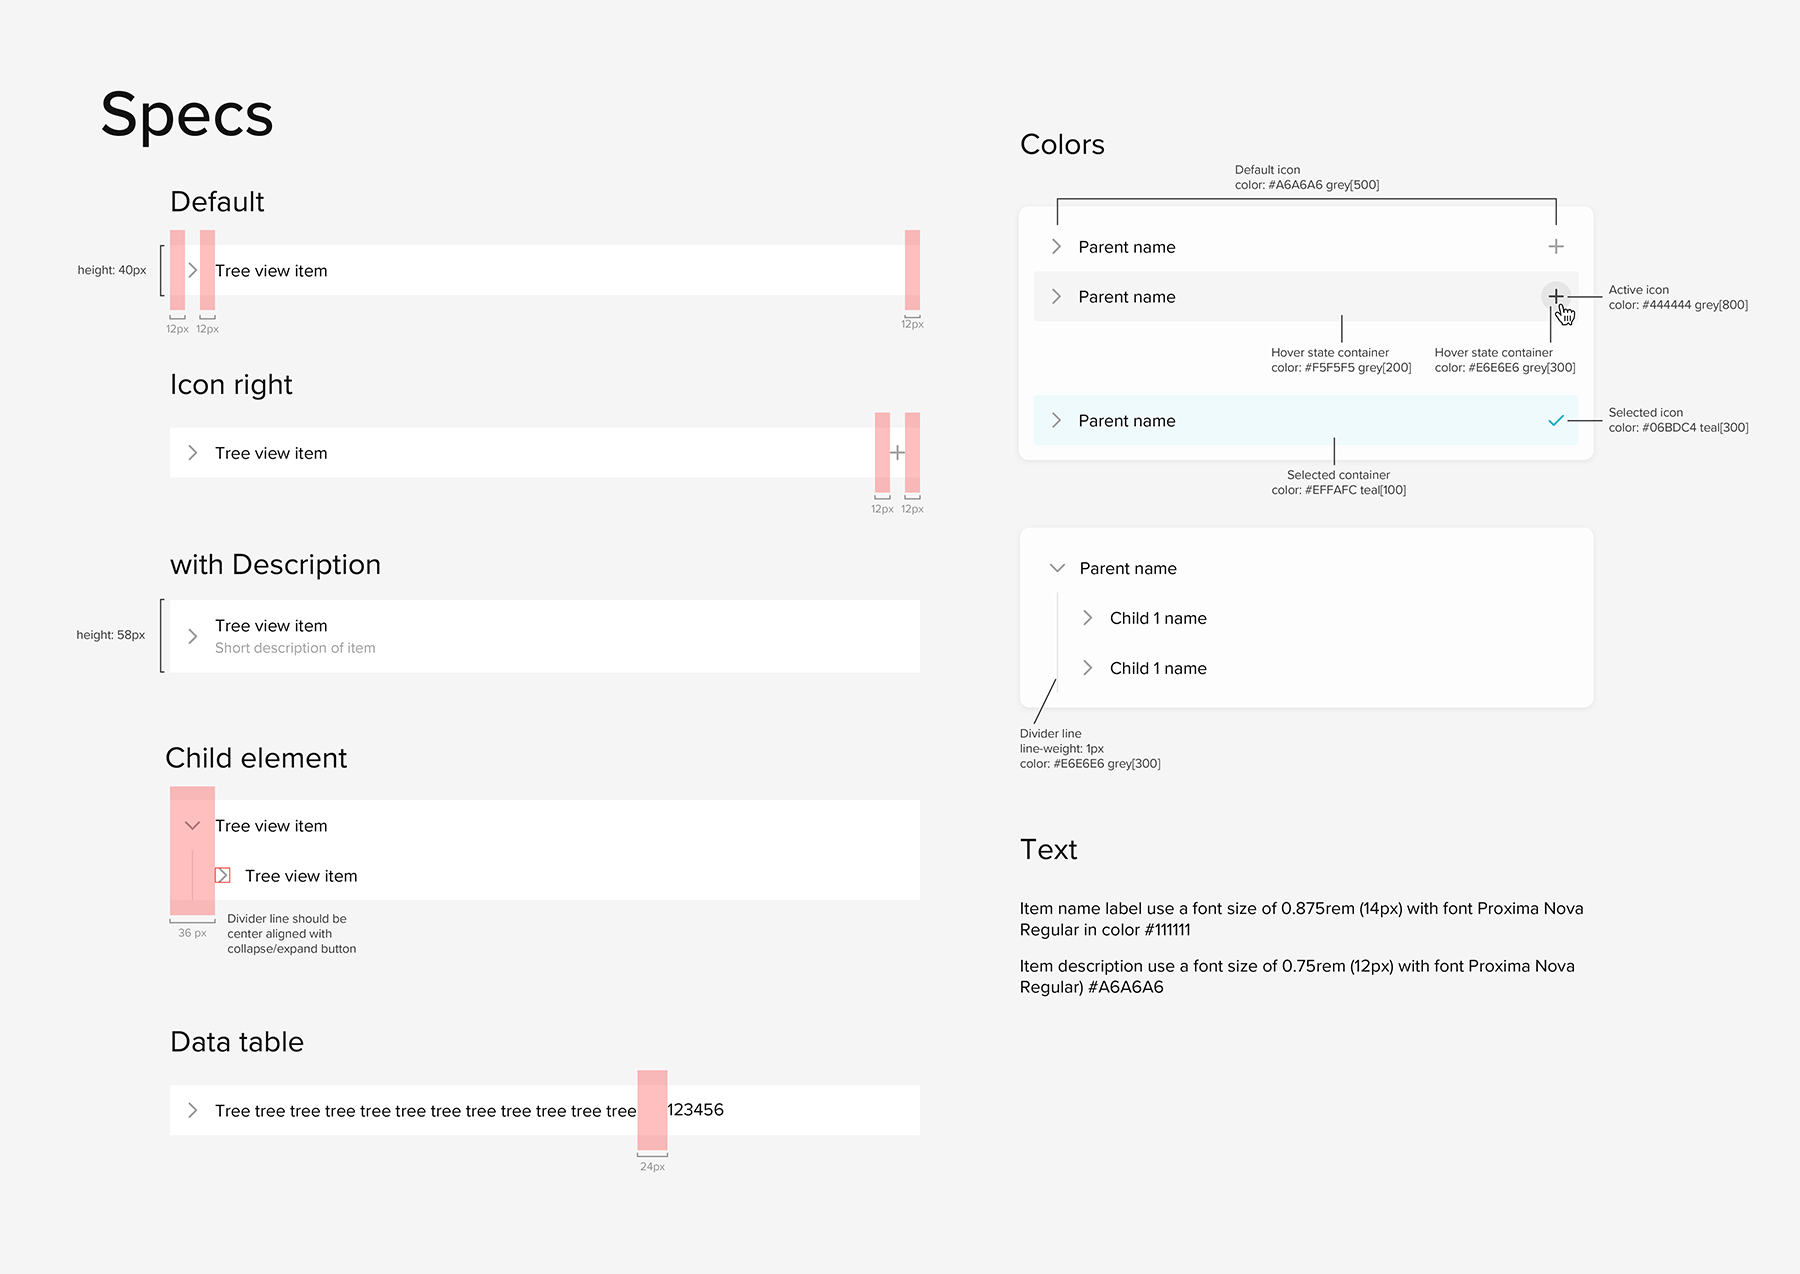 Specs
Default
height: 40px
Tree view item
12px
12px
12px
Icon right
Tree view item
12px
12px
with Description
height: 58px
Tree view item
Short description of item
Child element
Tree view item
Tree view item
36 px
Divider line should be
center aligned with
collapse/expand button
Data table
Tree tree tree tree tree tree tree tree tree tree tree tree
123456
24px
Colors
Default icon
color: #A6A6A6 grey[500]
Parent name
Parent name
Active icon
color: #444444 grey[800]
Hover state container
color: #F5F5F5 grey[200]
Hover state container
color: #E6E6E6 grey[300]
Parent name
Selected icon
color: #06BDC4 teal[300]
Selected container
color: #EFFAFC teal[100]
Parent name
Child 1 name
Child 1 name
Divider line
line-weight: 1px
color: #E6E6E6 grey[300]
Text
Item name label use a font size of 0.875rem (14px) with font Proxima Nova
Regular in color #111111
Item description use a font size of 0.75rem (12px) with font Proxima Nova
Regular) #A6A6A6